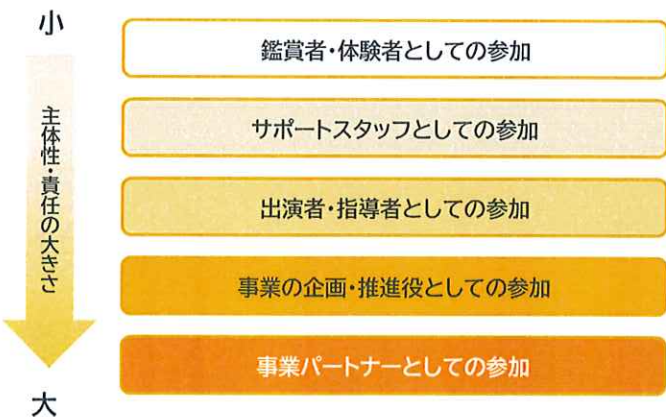 小
主体性・責任の大きさ
大
鑑賞者・体験者としての参加
サポートスタッフとしての参加
出演者・指導者としての参加
事業の企画・推進役としての参加
事業パートナーとしての参加